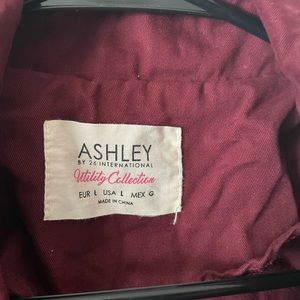 ASHLEY
BY 26 INTERNATIONAL
Utility Collection
EUR L USA L MEX G
MADE IN CHINA